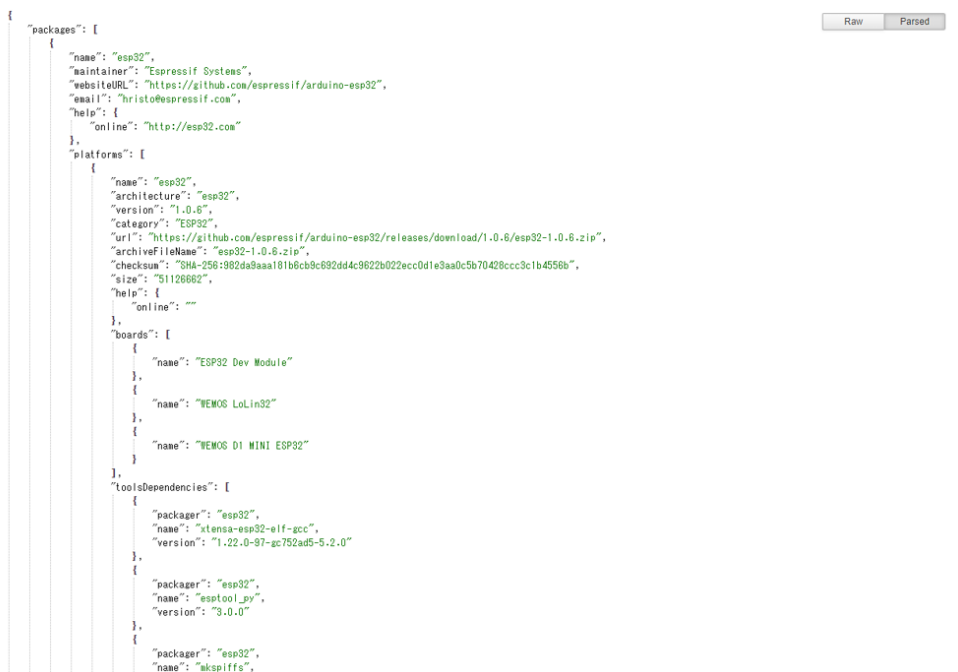 Raw Parsed
{
"packages": [
{
"name": "esp32",
"maintainer": "Espressif Systems",
"websiteURL": "https://github.com/espressif/arduino-esp32",
"email": "hristo@espressif.com",
"help": {
"online": "http://esp32.com"
},
"platforms": [
{
"name": "esp32",
"architecture": "esp32",
"version": "1.0.6",
"category": "ESP32",
"url": "https://github.com/espressif/arduino-esp32/releases/download/1.0.6/esp32-1.0.6.zip",
"archiveFileName": "esp32-1.0.6.zip",
"checksum": "SHA-256:982da9aaa181b6cb9c692dd4c9622b022ecc0d1e3aa0c5b70428ccc3c1b4556b",
"size": "51126662",
"help": {
"online": ""
},
"boards": [
{
"name": "ESP32 Dev Module"
},
{
"name": "WEMOS LoLin32"
},
{
"name": "WEMOS D1 MINI ESP32"
}
],
"toolsDependencies": [
{
"packager": "esp32",
"name": "xtensa-esp32-elf-gcc",
"version": "1.22.0-97-gc752ad5-5.2.0"
},
{
"packager": "esp32",
"name": "esptool_py",
"version": "3.0.0"
},
{
"packager": "esp32",
"name": "mkspiffs",